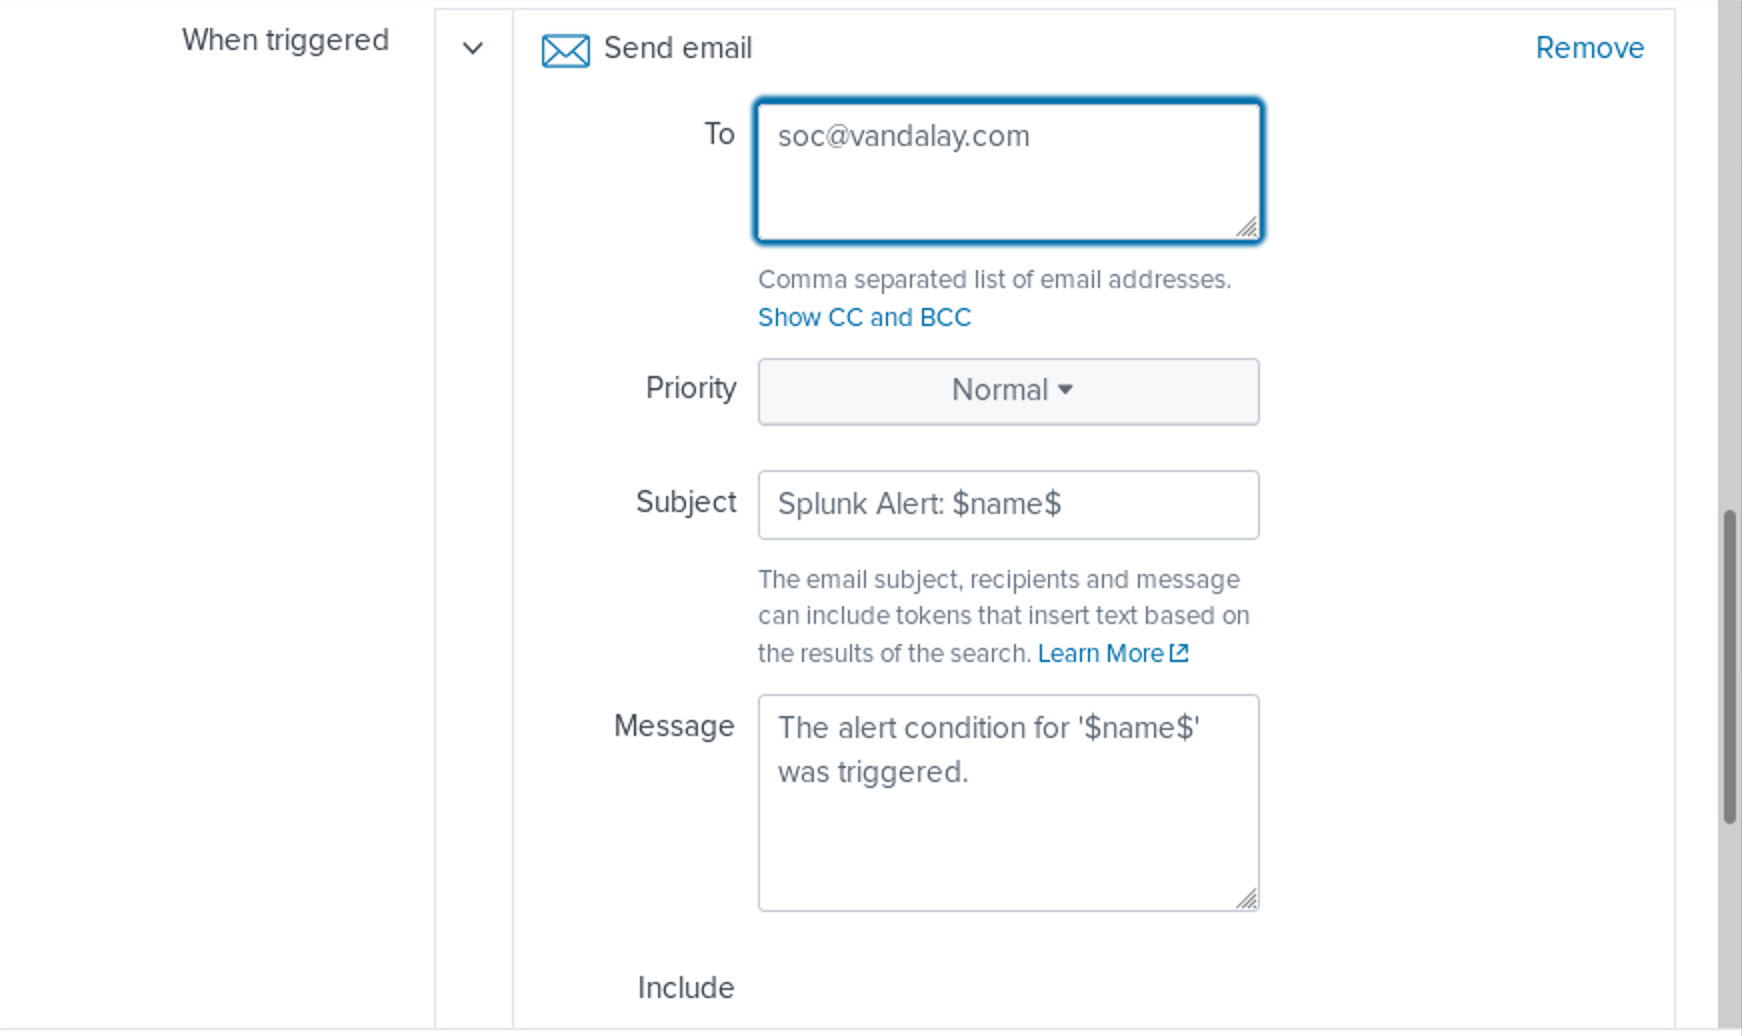 When triggered
Send email
Remove
To
soc@vandalay.com
Comma separated list of email addresses.
Show CC and BCC
Priority
Normal
Subject
Splunk Alert: $name$
The email subject, recipients and message
can include tokens that insert text based on
the results of the search. Learn More
Message
The alert condition for '$name$'
was triggered.
Include